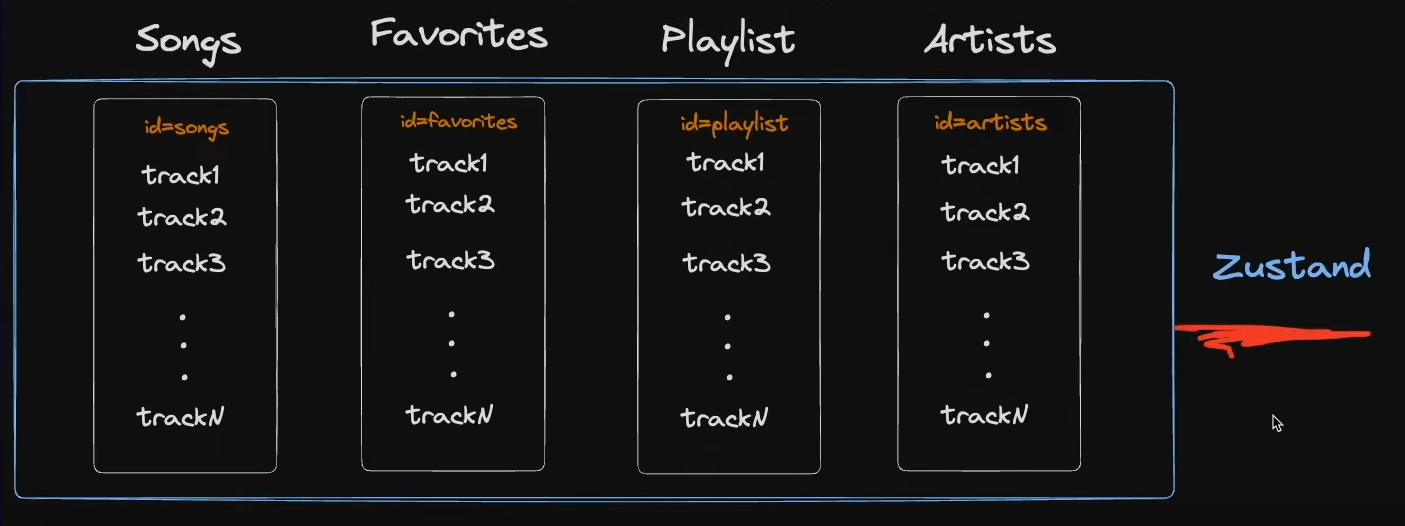 Songs
Favorites
Playlist
Artists
id=songs
track1
track2
track3
trackN
id=favorites
track1
track2
track3
trackN
id=playlist
track1
track2
track3
trackN
id=artists
track1
track2
track3
trackN
Zustand